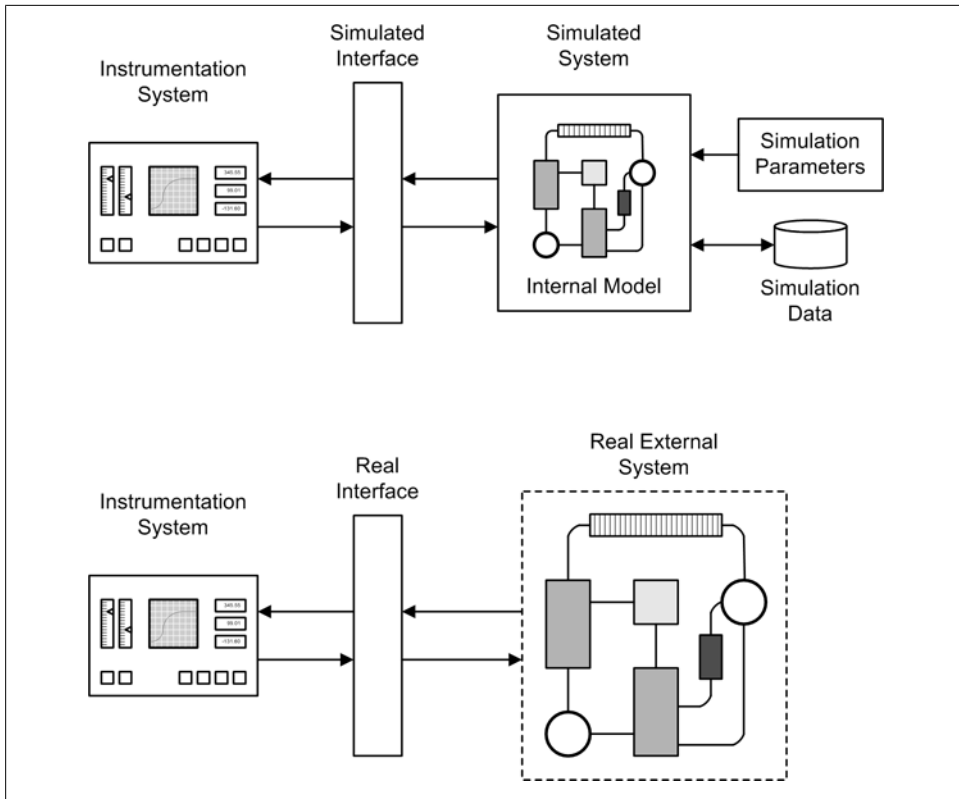 Simulated
Interface
Simulated
System
Instrumentation
System
Simulation
Parameters
Internal Model
Simulation
Data
Real External
System
Real
Interface
Instrumentation
System